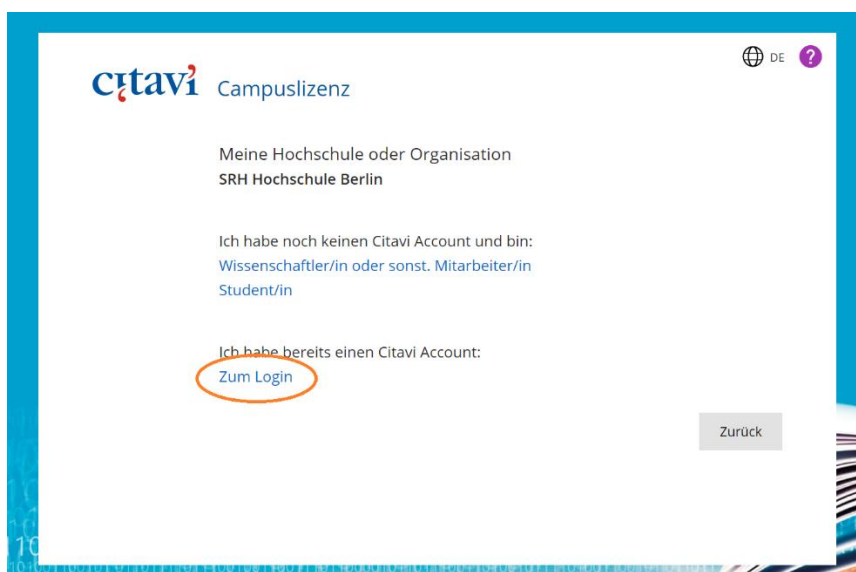 DE ?
citavi Campuslizenz
Meine Hochschule oder Organisation
SRH Hochschule Berlin
Ich habe noch keinen Citavi Account und bin:
Wissenschaftler/in oder sonst. Mitarbeiter/in
Student/in
Ich habe bereits einen Citavi Account:
Zum Login
Zurück